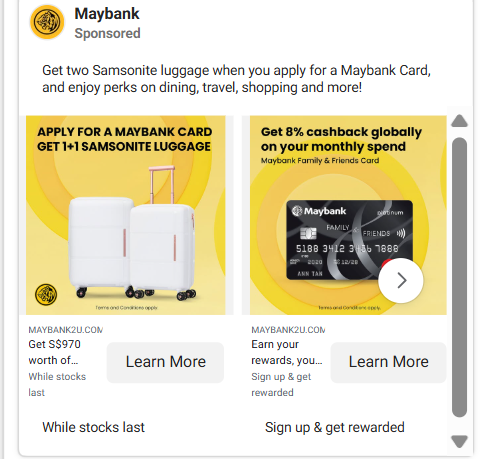 Maybank
Sponsored
Get two Samsonite luggage when you apply for a Maybank Card,
and enjoy perks on dining, travel, shopping and more!
APPLY FOR A MAYBANK CARD
GET 1+1 SAMSONITE LUGGAGE
Terms and Conditions apply.
Get 8% cashback globally
on your monthly spend
Maybank Family & Friends Card
Maybank
platinum
FAMILY
FRIENDS
5188 3412 3456 7888
ANN TAN
Terms and Conditions apply.
MAYBANK2U.COM
Get S$970
worth of...
While stocks
last
Learn More
MAYBANK2U.COM
Earn your
rewards, you...
Sign up & get
rewarded
Learn More
While stocks last
Sign up & get rewarded